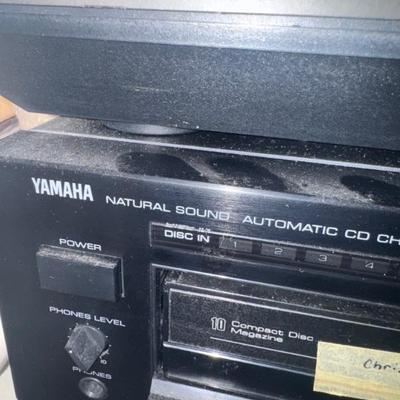 YAMAHA NATURAL SOUND AUTOMATIC CD CH
DISC IN 1 2 3 4
POWER
10 Compact Disc
Magazine
PHONES LEVEL
10
PHONES